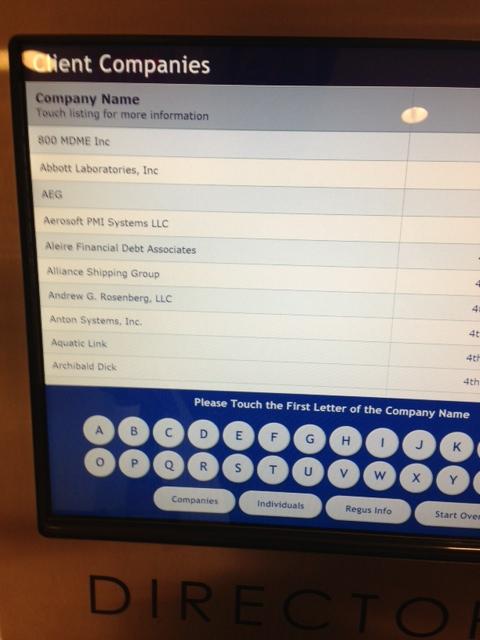 Client Companies
Company Name
Touch listing for more information
800 MDME Inc
Abbott Laboratories, Inc
AEG
Aerosoft PMI Systems LLC
Aleire Financial Debt Associates
Alliance Shipping Group
Andrew G. Rosenberg, LLC
Anton Systems, Inc. 4t
Aquatic Link 4th
Archibald Dick 4th
Please Touch the First Letter of the Company Name
A B C D E F G H I J K
O P Q R S T U V W X Y
Companies Individuals Regus Info Start Over
DIRECTO